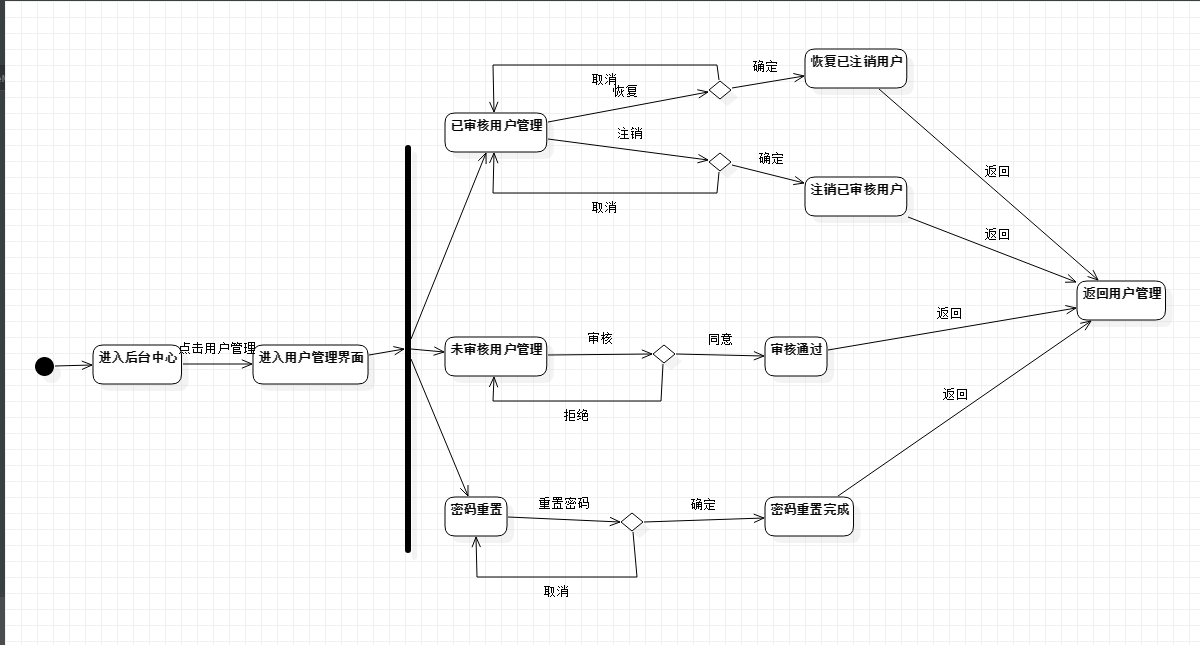 恢复已注销用户
确定
取消
恢复
已审核用户管理
注销
确定
返回
注销已审核用户
取消
返回
返回用户管理
返回
审核
同意
点击用户管理
进入后台中心
进入用户管理界面
未审核用户管理
审核通过
拒绝
返回
重置密码
确定
密码重置
密码重置完成
取消